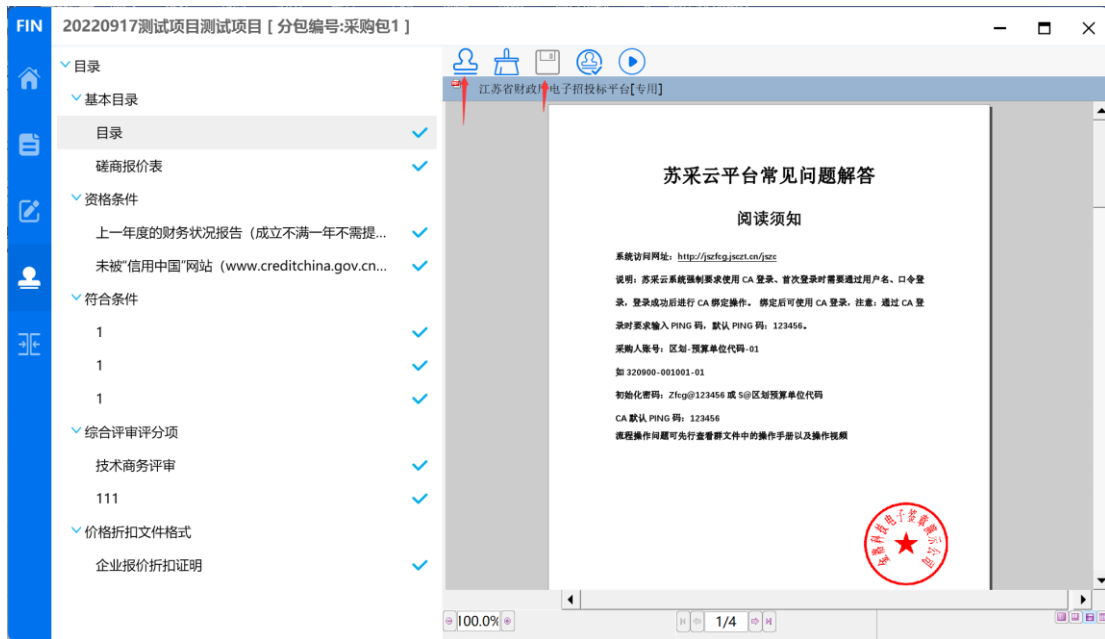 FIN
20220917测试项目测试项目 [ 分包编号:采购包1 ]
目录
基本目录
目录
磋商报价表
资格条件
上一年度的财务状况报告（成立不满一年不需提...
未被“信用中国”网站（www.creditchina.gov.cn...
符合条件
1
1
1
综合评审评分项
技术商务评审
111
价格折扣文件格式
企业报价折扣证明
江苏省财政厅电子招投标平台[专用]
苏采云平台常见问题解答
阅读须知
系统访问网址：http://jszfcg.jsczt.cn/jszc
说明：苏采云系统强制要求使用 CA 登录、首次登录时需要通过用户名、口令登
录，登录成功后进行 CA 绑定操作。 绑定后可使用 CA 登录，注意：通过 CA 登
录时要求输入 PING 码，默认 PING 码：123456。
采购人账号：区划-预算单位代码-01
如 320900-001001-01
初始化密码：Zfcg@123456 或 S@区划预算单位代码
CA 默认 PING 码：123456
流程操作问题可先行查看群文件中的操作手册以及操作视频
科技电子签章演示公司
100.0%
1/4